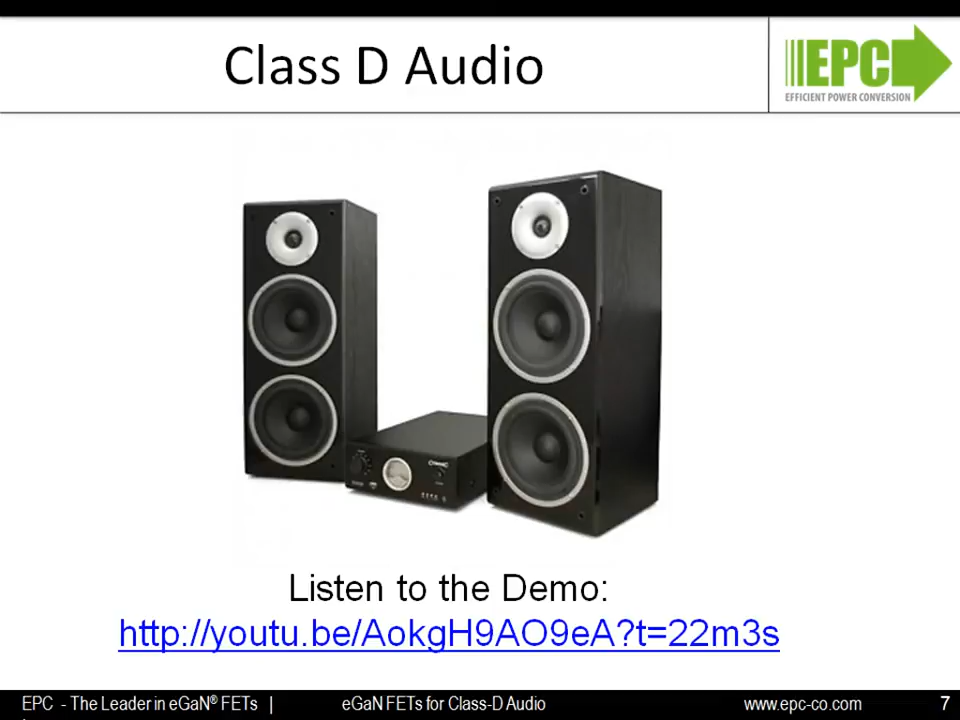 Class D Audio
EPC
EFFICIENT POWER CONVERSION
Listen to the Demo:
http://youtu.be/AokgH9AO9eA?t=22m3s
EPC - The Leader in eGaN® FETs |
eGaN FETs for Class-D Audio
www.epc-co.com
7